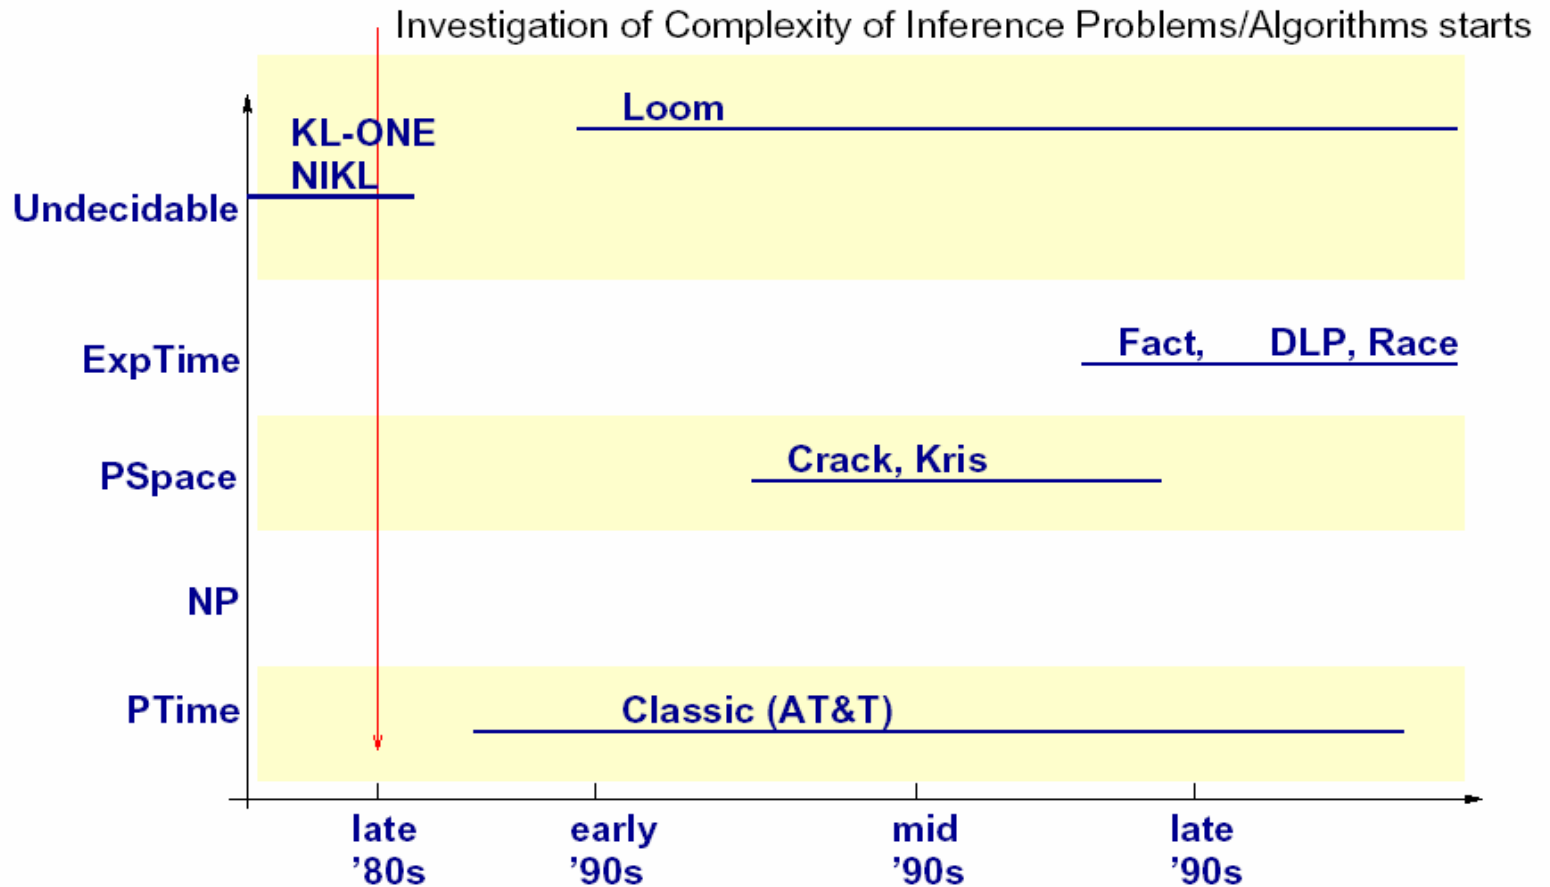 Investigation of Complexity of Inference Problems/Algorithms starts
Loom
KL-ONE
NIKL
Undecidable
Fact, DLP, Race
ExpTime
Crack, Kris
PSpace
NP
PTime
Classic (AT&T)
late
’80s
early
’90s
mid
’90s
late
’90s